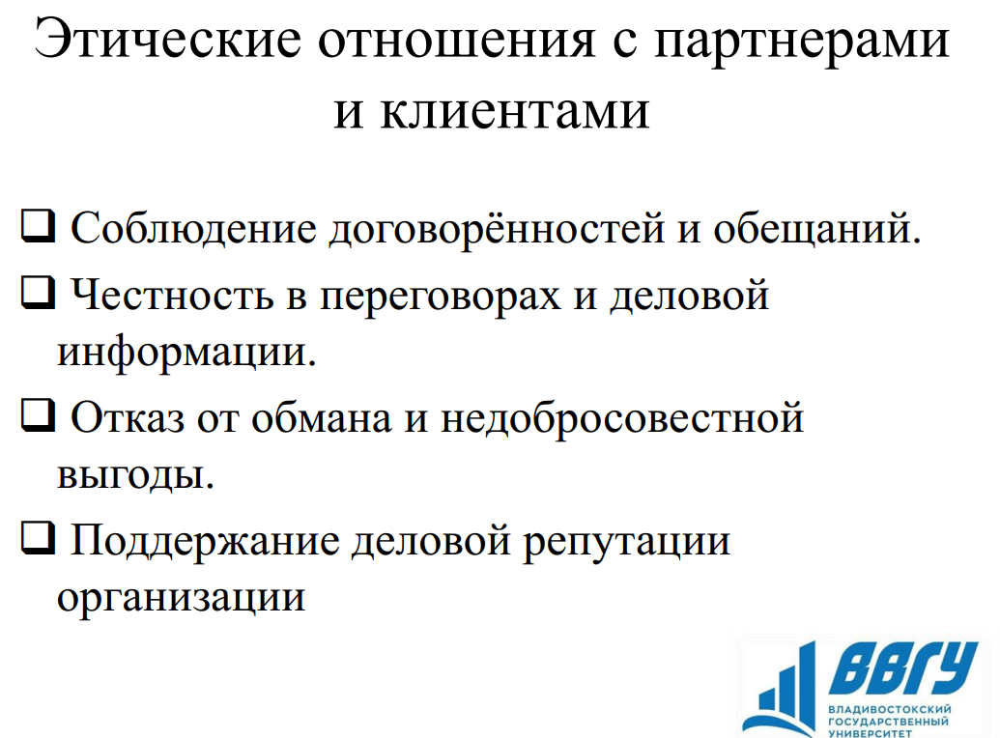 Этические отношения с партнерами
и клиентами
❑ Соблюдение договорённостей и обещаний.
❑ Честность в переговорах и деловой
информации.
❑ Отказ от обмана и недобросовестной
выгоды.
❑ Поддержание деловой репутации
организации
ВВГУ
ВЛАДИВОСТОКСКИЙ
ГОСУДАРСТВЕННЫЙ
УНИВЕРСИТЕТ